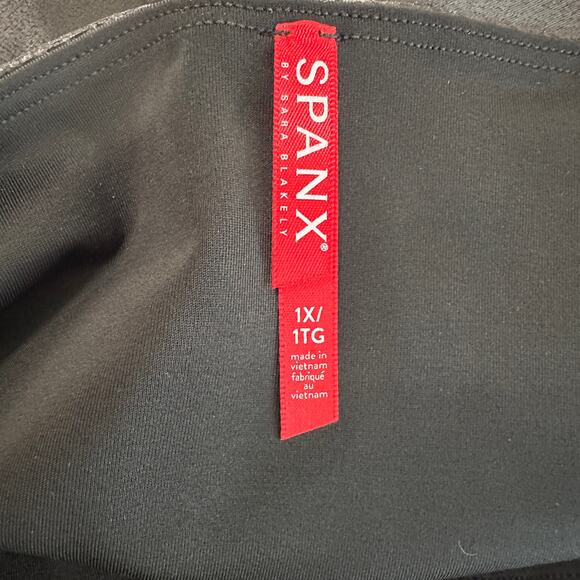 SPANX®
BY SARA BLAKELY
1X/
1TG
made in
vietnam
fabriqué
au
vietnam